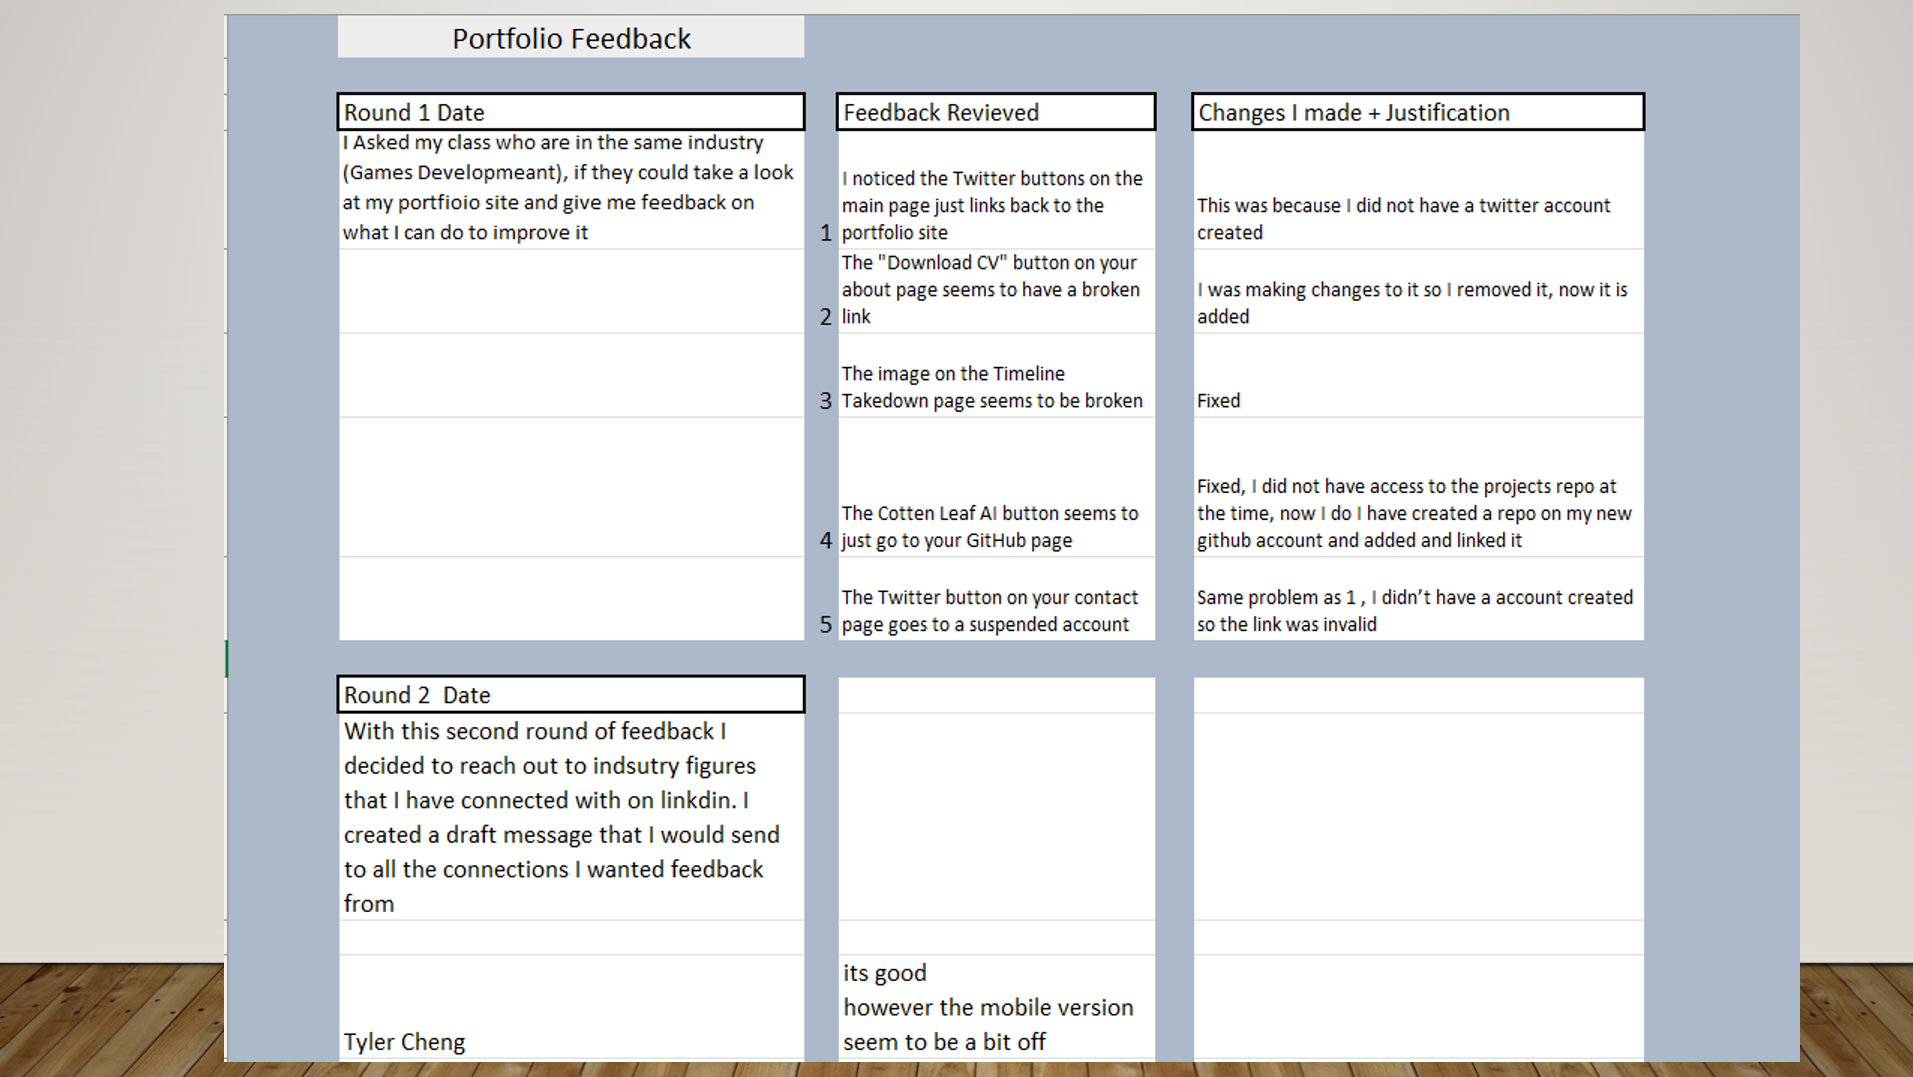 Portfolio Feedback
Round 1 Date
Feedback Revieved
Changes I made + Justification
I Asked my class who are in the same industry
(Games Developmeant), if they could take a look
at my portfioio site and give me feedback on
what I can do to improve it
1
I noticed the Twitter buttons on the
main page just links back to the
portfolio site
This was because I did not have a twitter account
created
2
The "Download CV" button on your
about page seems to have a broken
link
I was making changes to it so I removed it, now it is
added
3
The image on the Timeline
Takedown page seems to be broken
Fixed
4
The Cotten Leaf AI button seems to
just go to your GitHub page
Fixed, I did not have access to the projects repo at
the time, now I do I have created a repo on my new
github account and added and linked it
5
The Twitter button on your contact
page goes to a suspended account
Same problem as 1 , I didn’t have a account created
so the link was invalid
Round 2  Date
With this second round of feedback I
decided to reach out to indsutry figures
that I have connected with on linkdin. I
created a draft message that I would send
to all the connections I wanted feedback
from
Tyler Cheng
its good
however the mobile version
seem to be a bit off